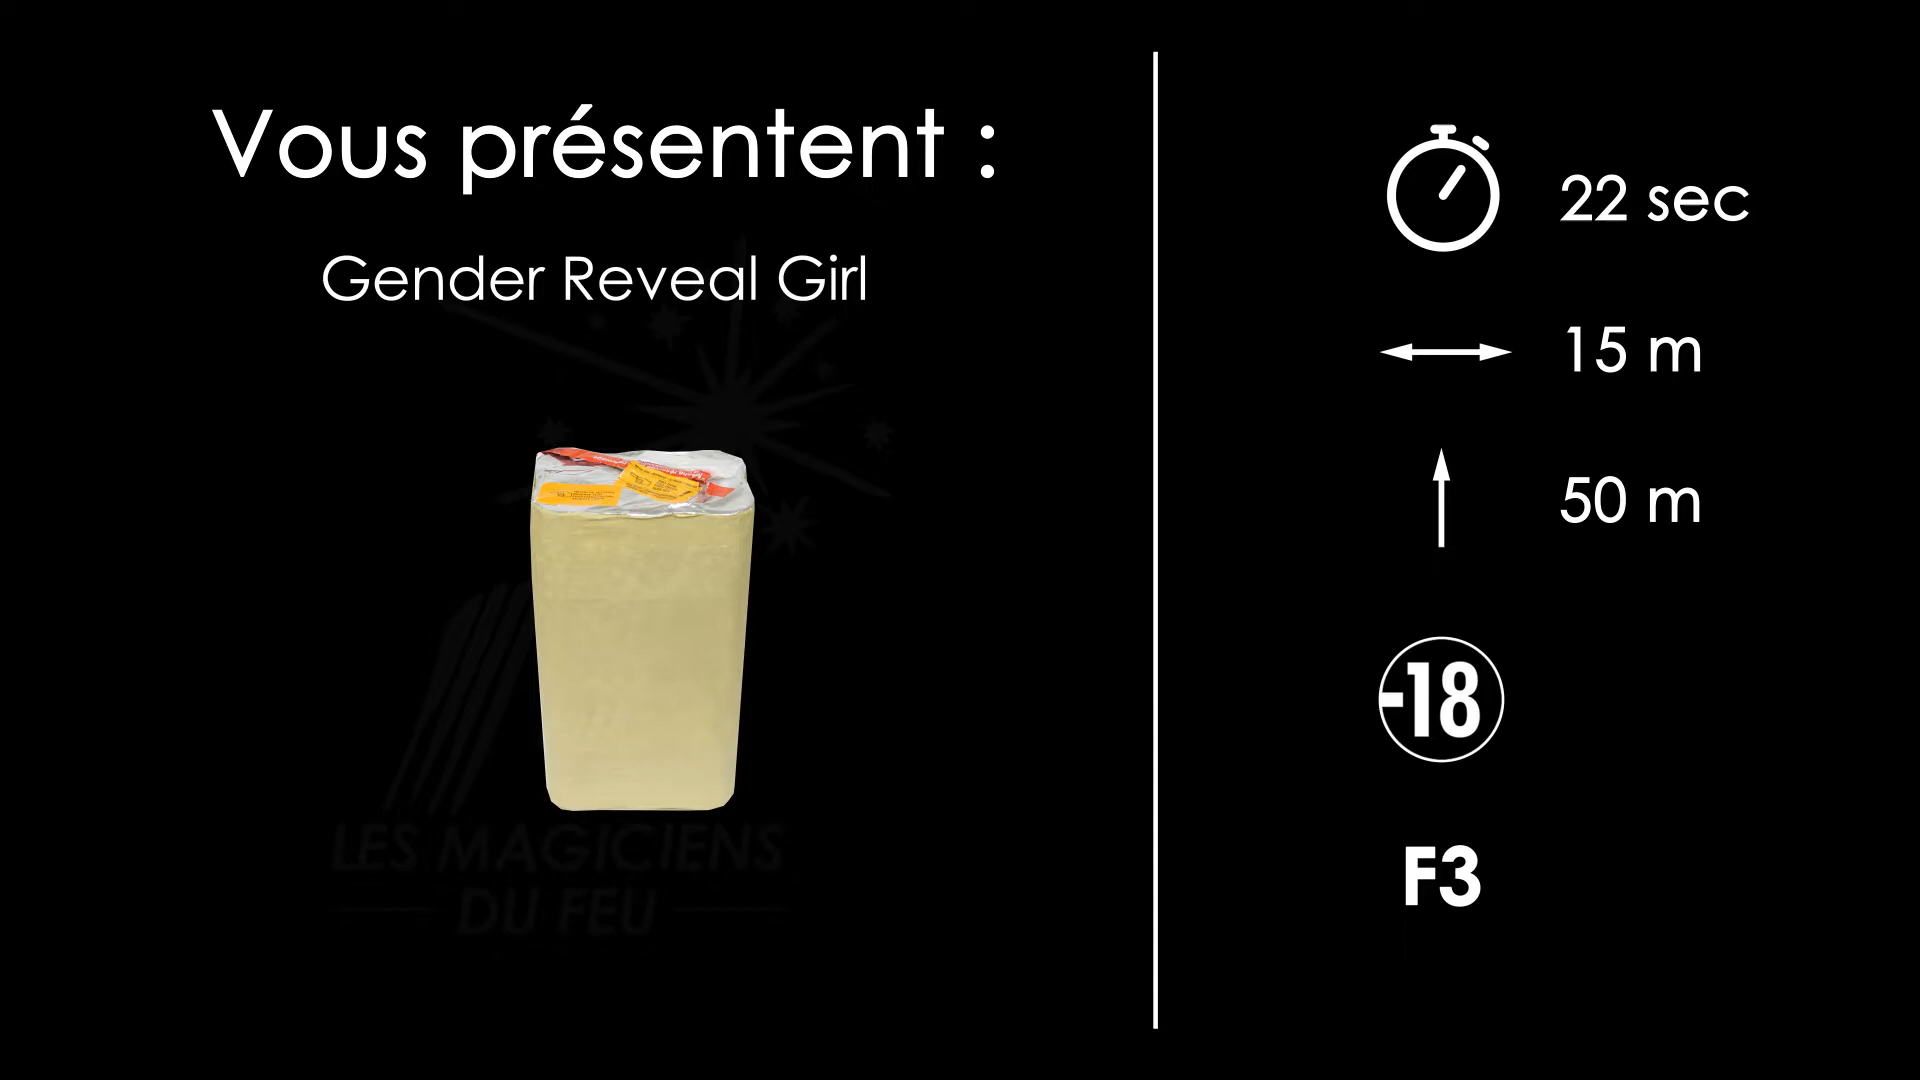 Vous présentent :
Gender Reveal Girl
LES MAGICIENS
DU FEU
22 sec
15 m
50 m
-18
F3